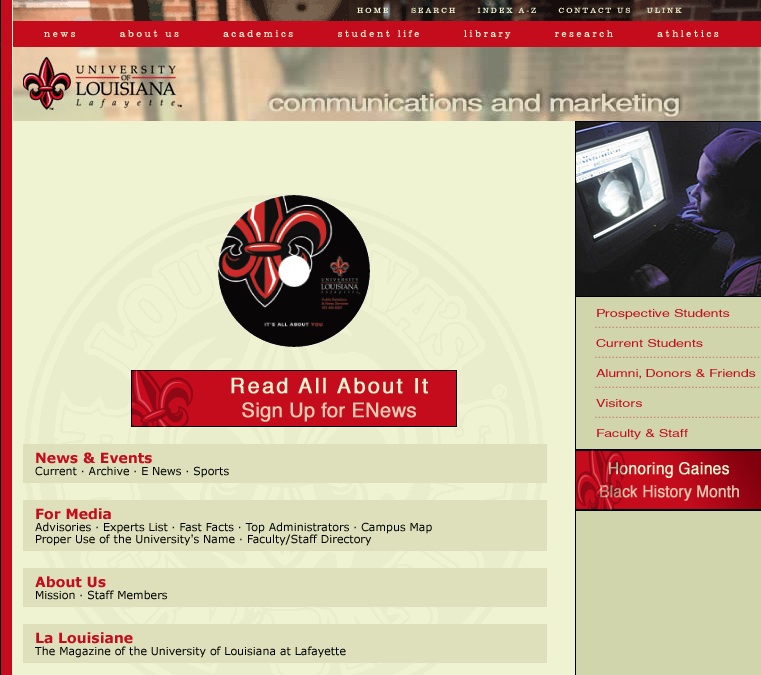 HOME SEARCH INDEX A-Z CONTACT US ULINK
news about us academics student life library research athletics
UNIVERSITY
OF
LOUISIANA
Lafayette™
communications and marketing
UNIVERSITY
LOUISIANA
IT'S ALL ABOUT YOU
Read All About It
Sign Up for ENews
News & Events
Current · Archive · E News · Sports
For Media
Advisories · Experts List · Fast Facts · Top Administrators · Campus Map
Proper Use of the University's Name · Faculty/Staff Directory
About Us
Mission · Staff Members
La Louisiane
The Magazine of the University of Louisiana at Lafayette
Prospective Students
Current Students
Alumni, Donors & Friends
Visitors
Faculty & Staff
Honoring Gaines
Black History Month